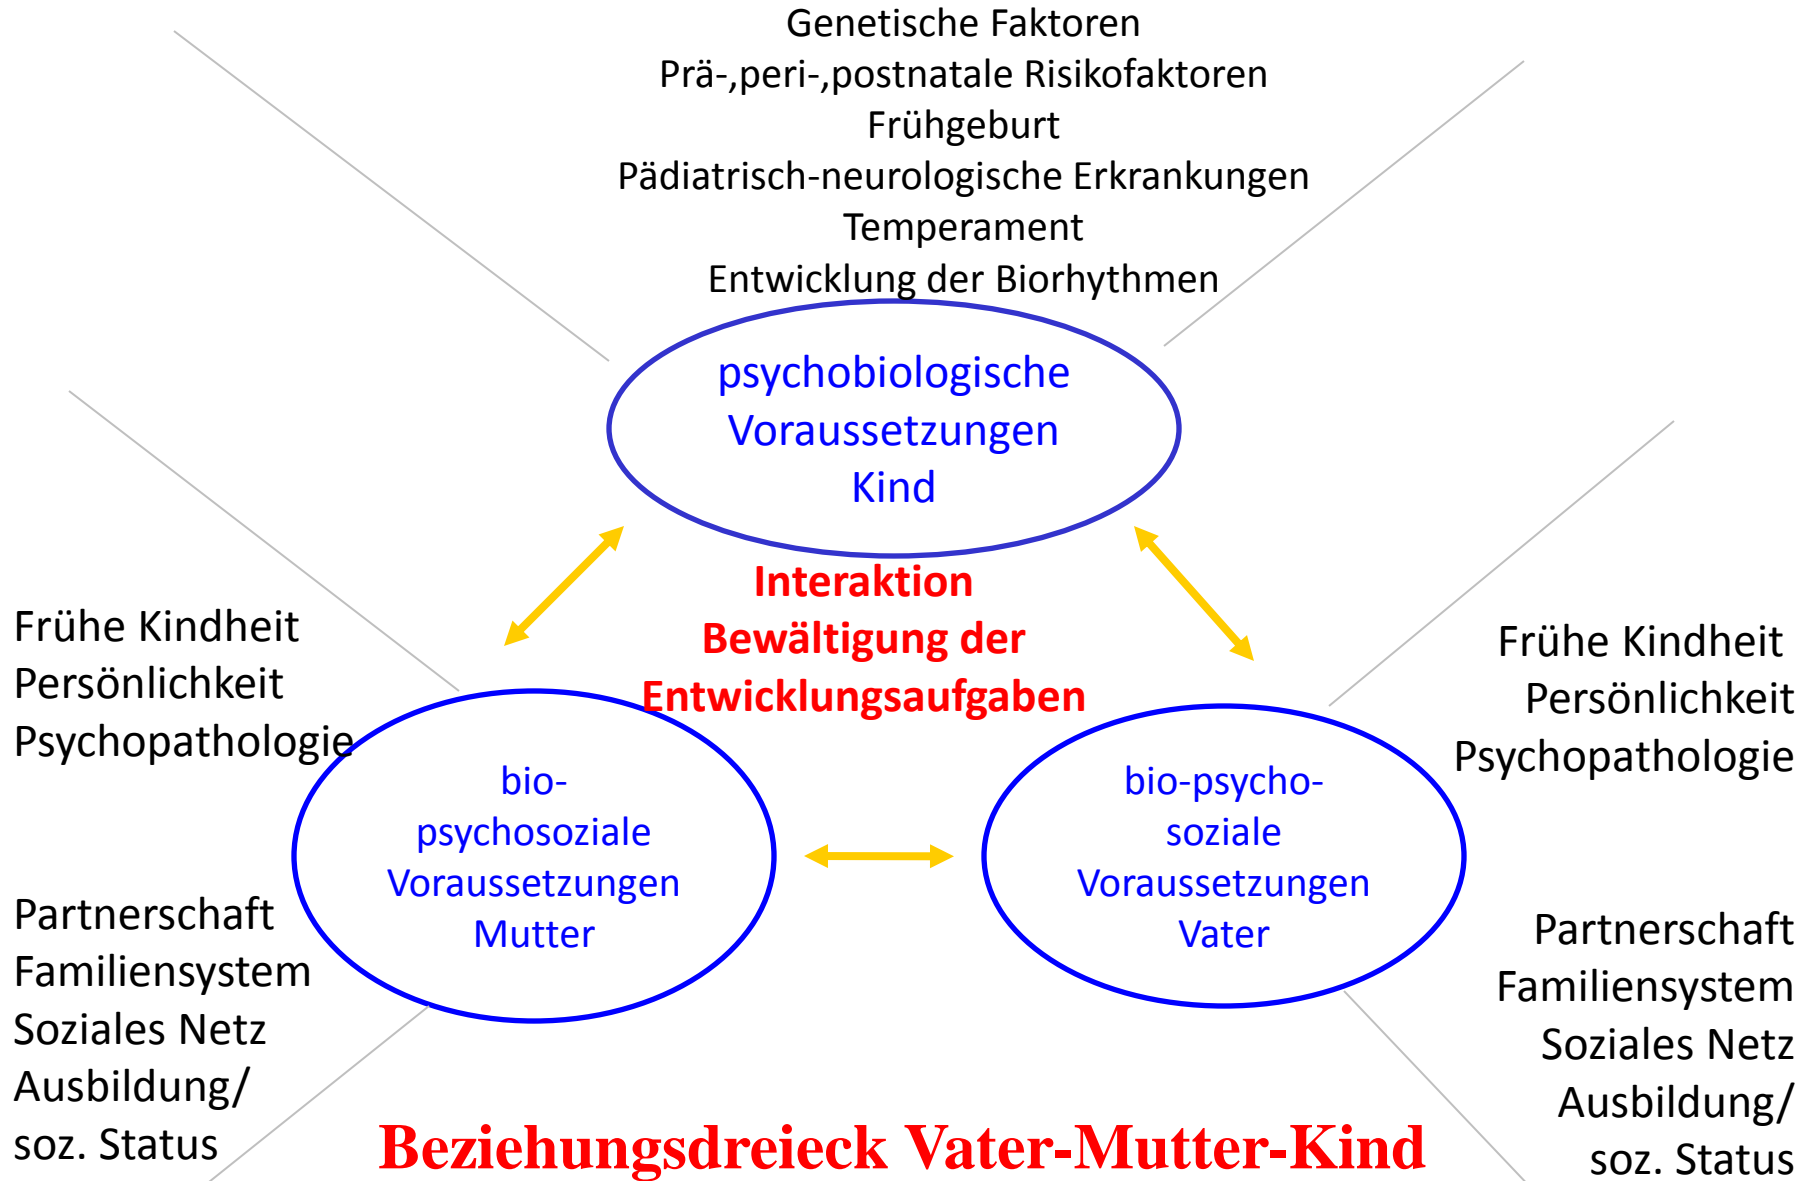 Genetische Faktoren
Prä-,peri-,postnatale Risikofaktoren
Frühgeburt
Pädiatrisch-neurologische Erkrankungen
Temperament
Entwicklung der Biorhythmen
psychobiologische
Voraussetzungen
Kind
Interaktion
Bewältigung der
Entwicklungsaufgaben
Frühe Kindheit
Persönlichkeit
Psychopathologie
Partnerschaft
Familiensystem
Soziales Netz
Ausbildung/
soz. Status
bio-
psychosoziale
Voraussetzungen
Mutter
bio-psycho-
soziale
Voraussetzungen
Vater
Frühe Kindheit
Persönlichkeit
Psychopathologie
Partnerschaft
Familiensystem
Soziales Netz
Ausbildung/
soz. Status
Beziehungsdreieck Vater-Mutter-Kind